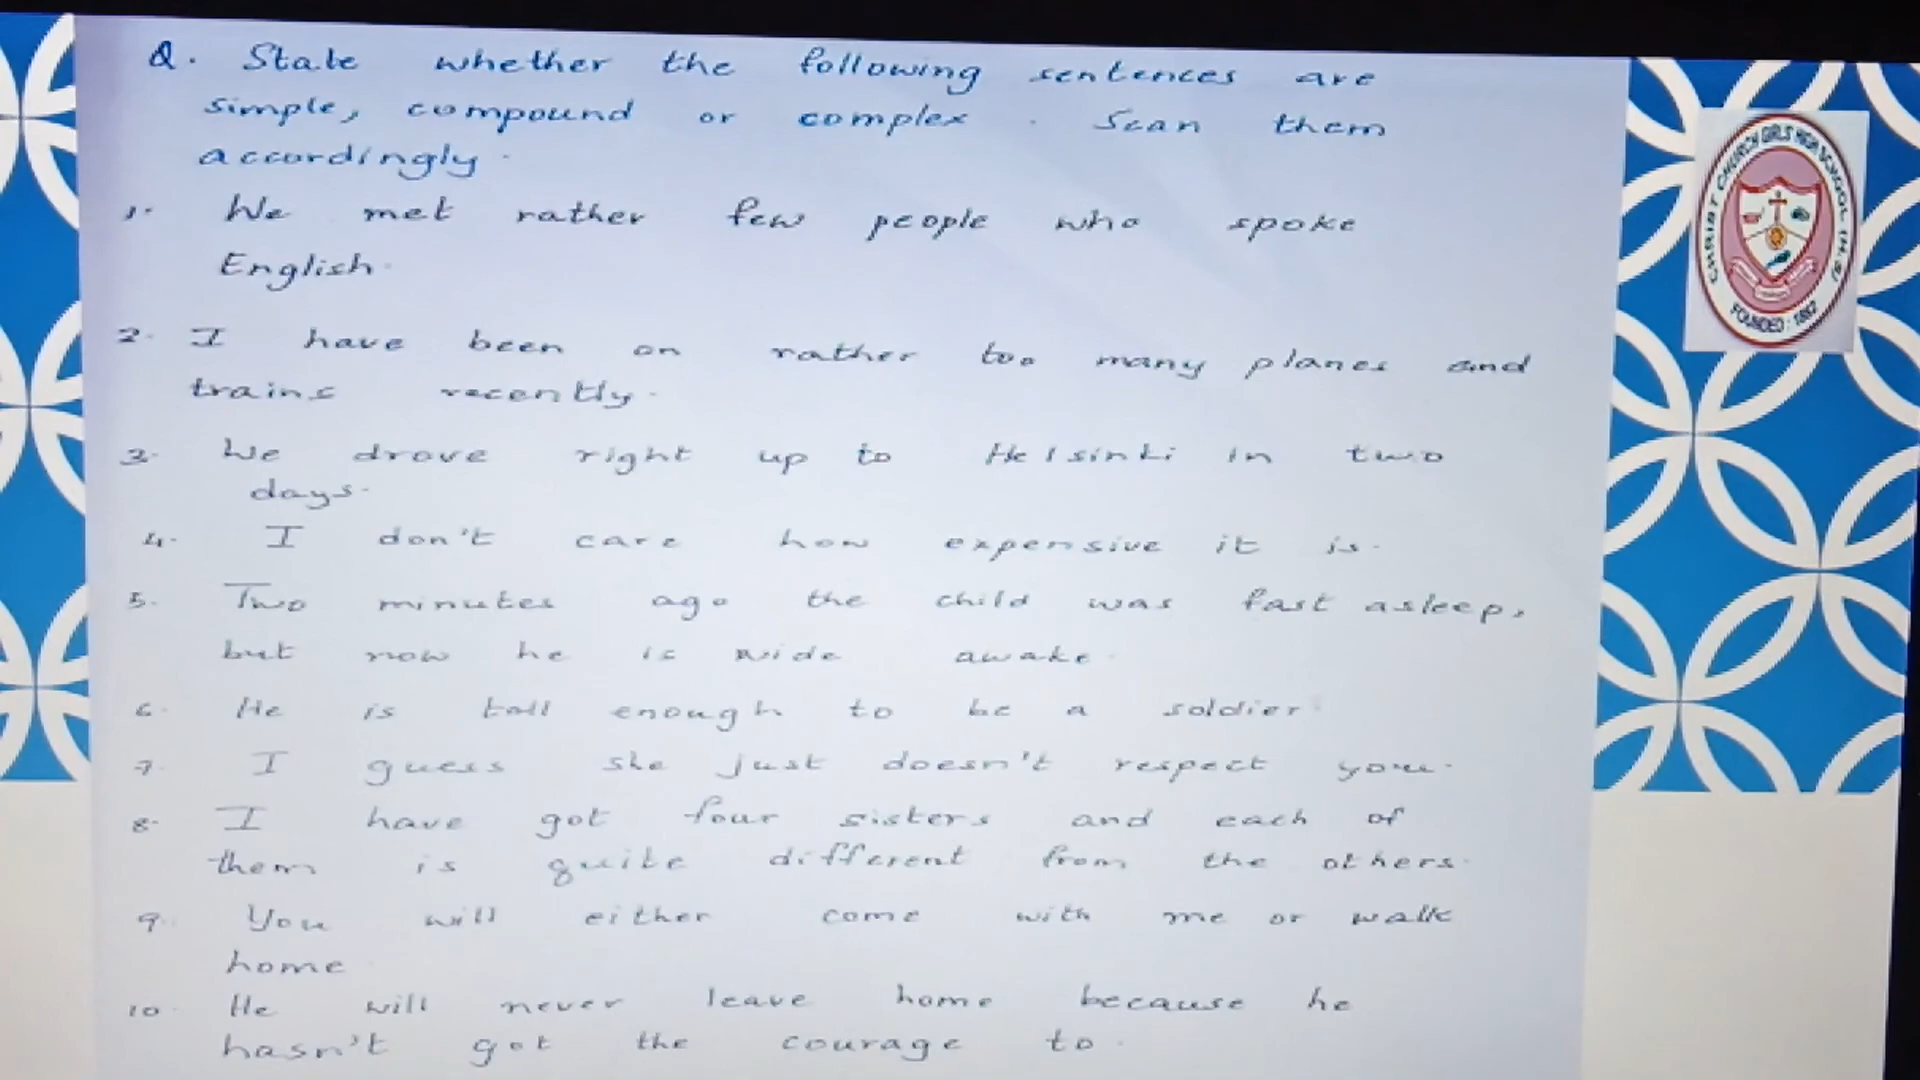 Q. State whether the following sentences are
simple, compound or complex. Scan them
accordingly.
1. We met rather few people who spoke
English.
2. I have been on rather too many planes and
trains recently.
3. We drove right up to Helsinki in two
days.
4. I don't care how expensive it is.
5. Two minutes ago the child was fast asleep,
but now he is wide awake.
6. He is tall enough to be a soldier.
7. I guess she just doesn't respect you.
8. I have got four sisters and each of
them is quite different from the others.
9. You will either come with me or walk
home
10. He will never leave home because he
hasn't got the courage to.
CHRIST CHURCH GIRLS HIGH SCHOOL (H.S)
FOUNDED: 1882